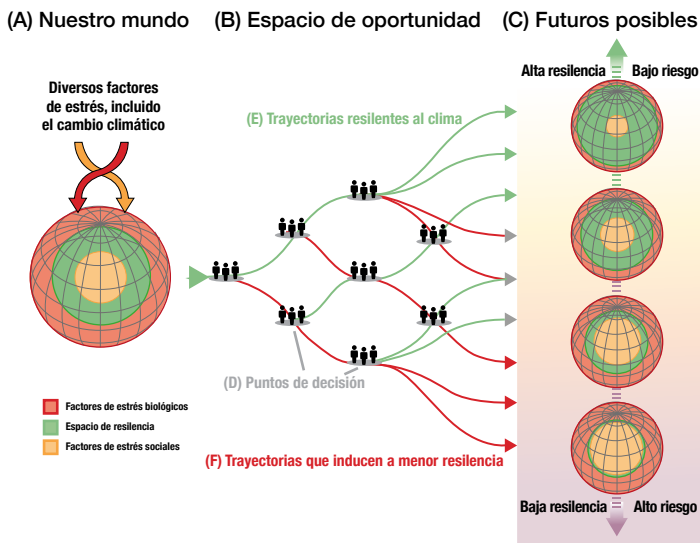 (A) Nuestro mundo
(B) Espacio de oportunidad
(C) Futuros posibles
Diversos factores
de estrés, incluido
el cambio climático
Alta resilencia
Bajo riesgo
(E) Trayectorias resilentes al clima
(D) Puntos de decisión
Factores de estrés biológicos
Espacio de resilencia
Factores de estrés sociales
(F) Trayectorias que inducen a menor resilencia
Baja resilencia
Alto riesgo